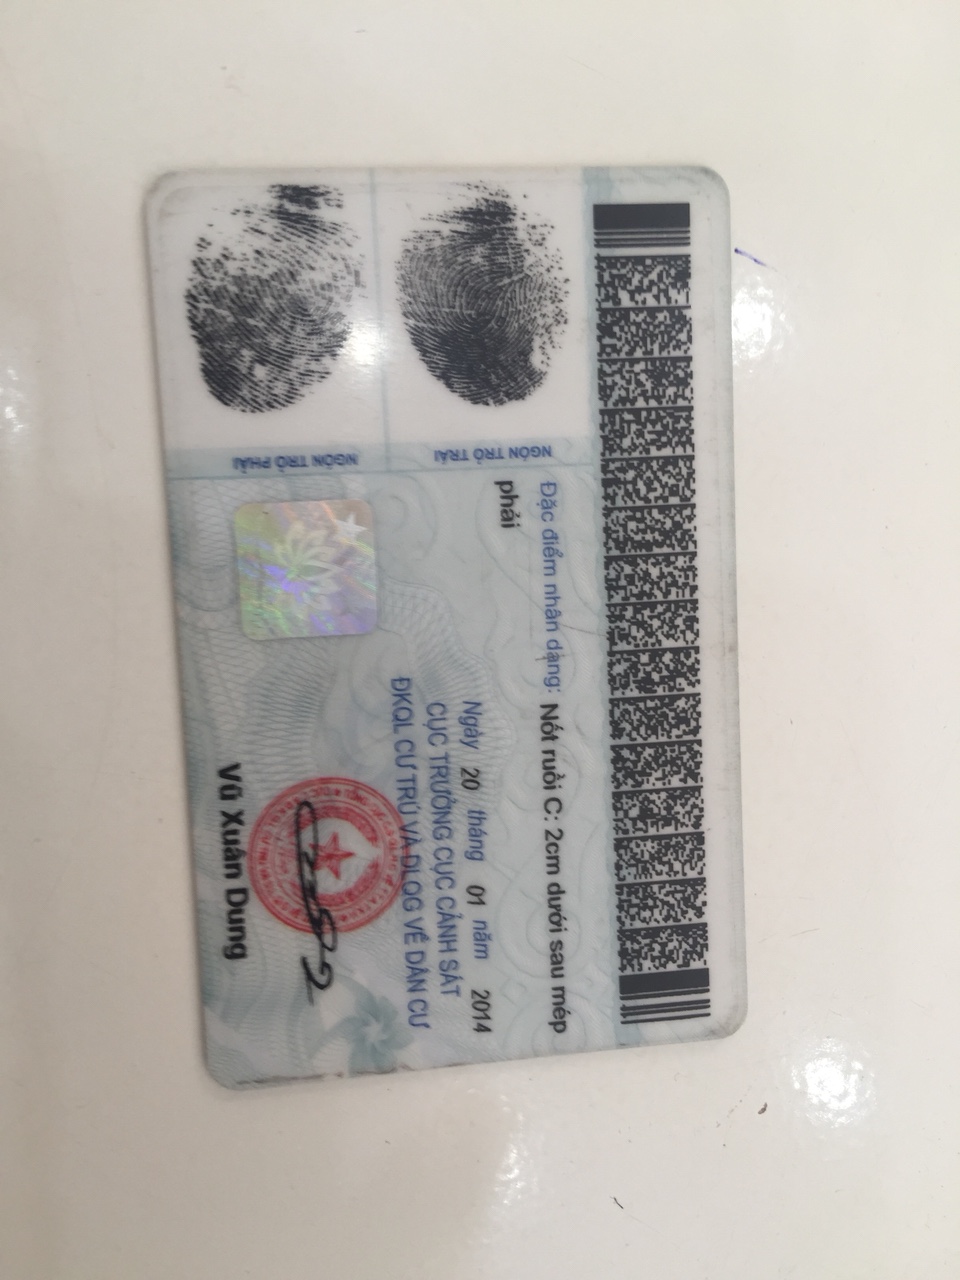 Đặc điểm nhân dạng: Nốt ruồi C: 2cm dưới sau mép
phải
Ngày 20 tháng 01 năm 2014
CỤC TRƯỞNG CỤC CẢNH SÁT
ĐKQL CƯ TRÚ VÀ DLQG VỀ DÂN CƯ
Vũ Xuân Dung
NGÓN TRỎ TRÁI
NGÓN TRỎ PHẢI